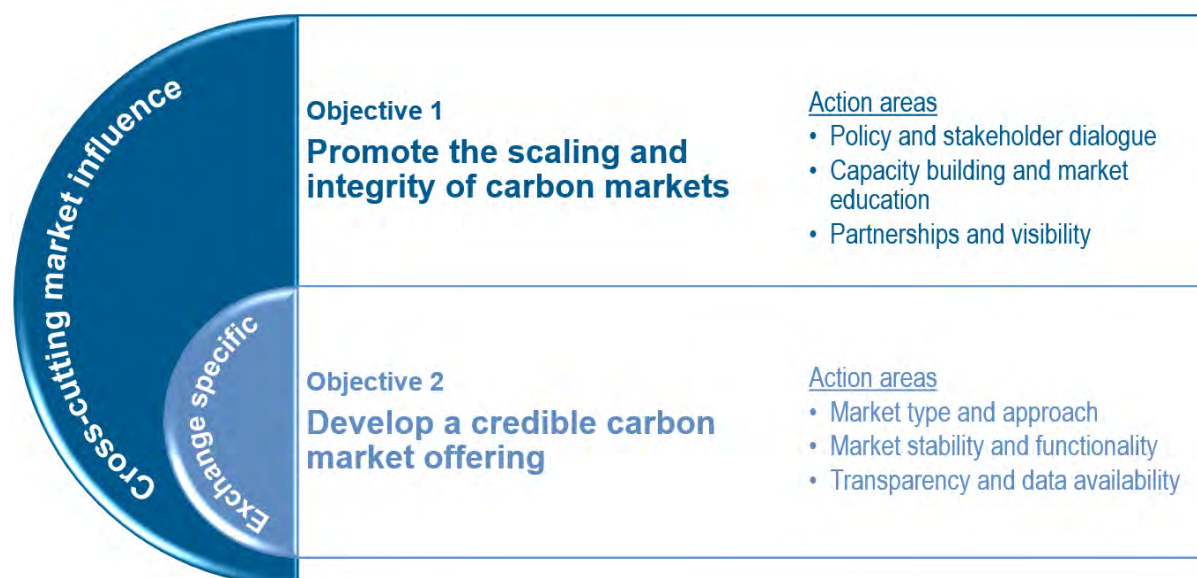 Cross-cutting market influence
Objective 1
Promote the scaling and
integrity of carbon markets
Action areas
• Policy and stakeholder dialogue
• Capacity building and market
education
• Partnerships and visibility
Exchange specific
Objective 2
Develop a credible carbon
market offering
Action areas
• Market type and approach
• Market stability and functionality
• Transparency and data availability